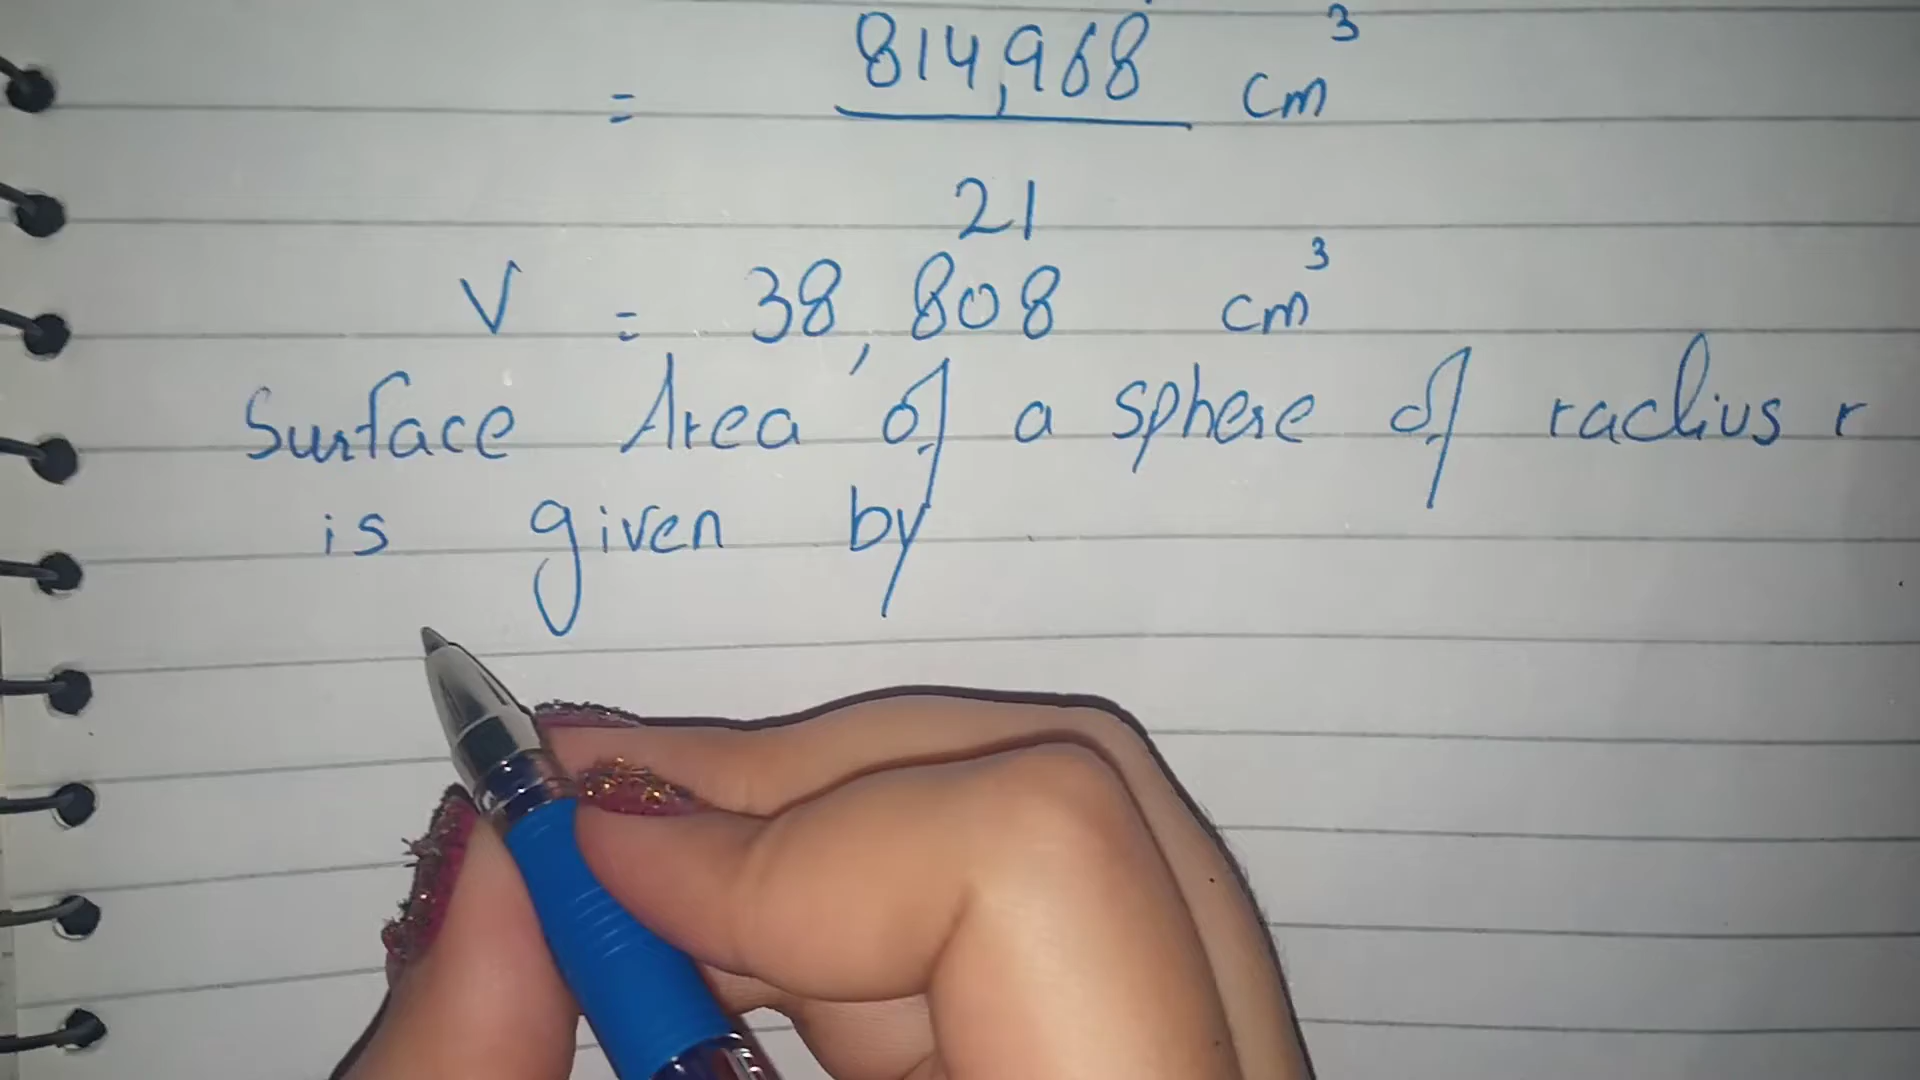 = 814,968 cm³
21
V = 38,808 cm³
Surface Area of a sphere of radius r
is given by